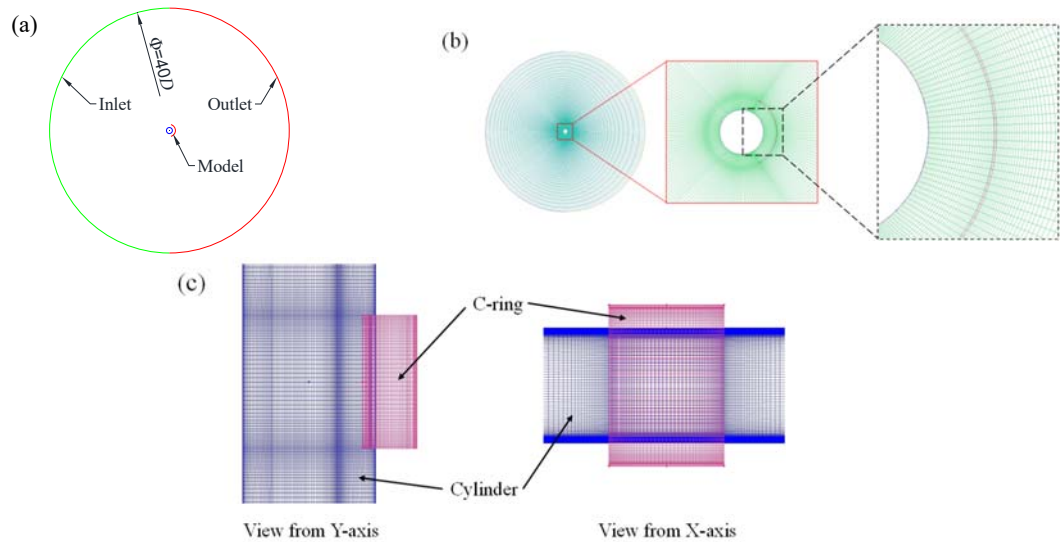 (a)
Φ=40D
Inlet
Outlet
Model
(b)
(c)
C-ring
Cylinder
View from Y-axis
View from X-axis